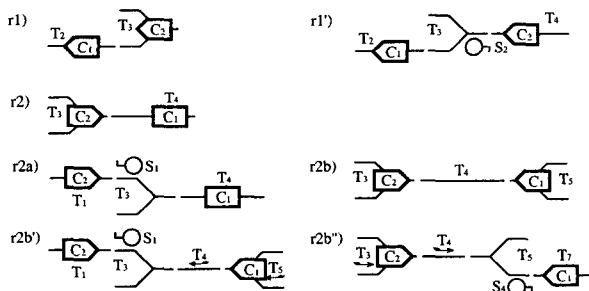 r1) T3 C2
T2 C1
r1') T3 T4
T2 C1 S2 C2
r2) T3 C2 T4 C1
r2a) C2 S1 T4
T1 T3 C1
r2b) T3 C2 T4 C1 T5
r2b') C2 S1 T4
T1 T3 C1 T5
r2b'') T3 C2 T4 T5 T7
S4 C1